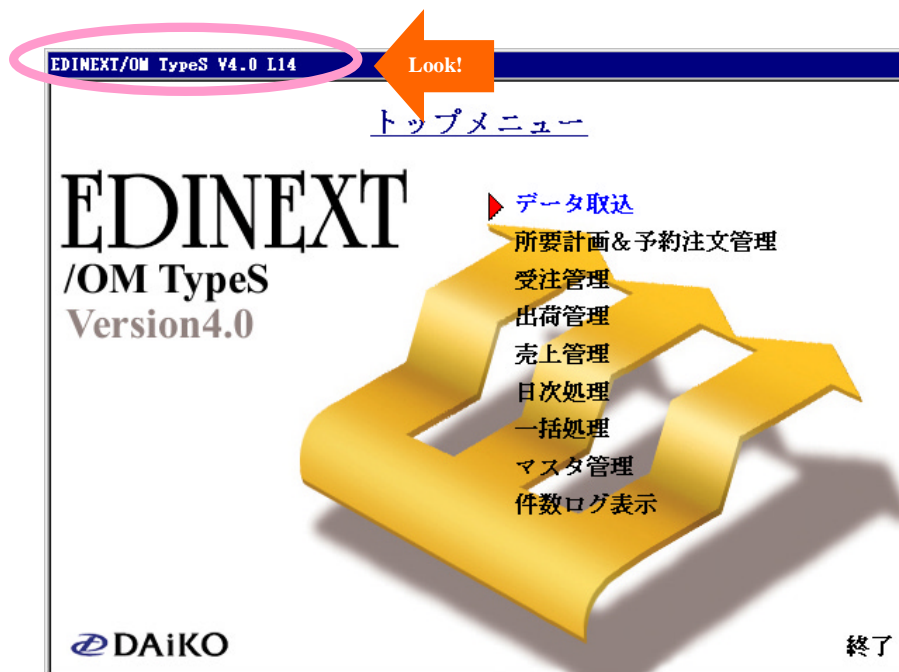 EDINEXT/OM TypeS V4.0 L14
Look!
トップメニュー
EDINEXT
/OM TypeS
Version4.0
データ取込
所要計画&予約注文管理
受注管理
出荷管理
売上管理
日次処理
一括処理
マスタ管理
件数ログ表示
DAiKO
終了